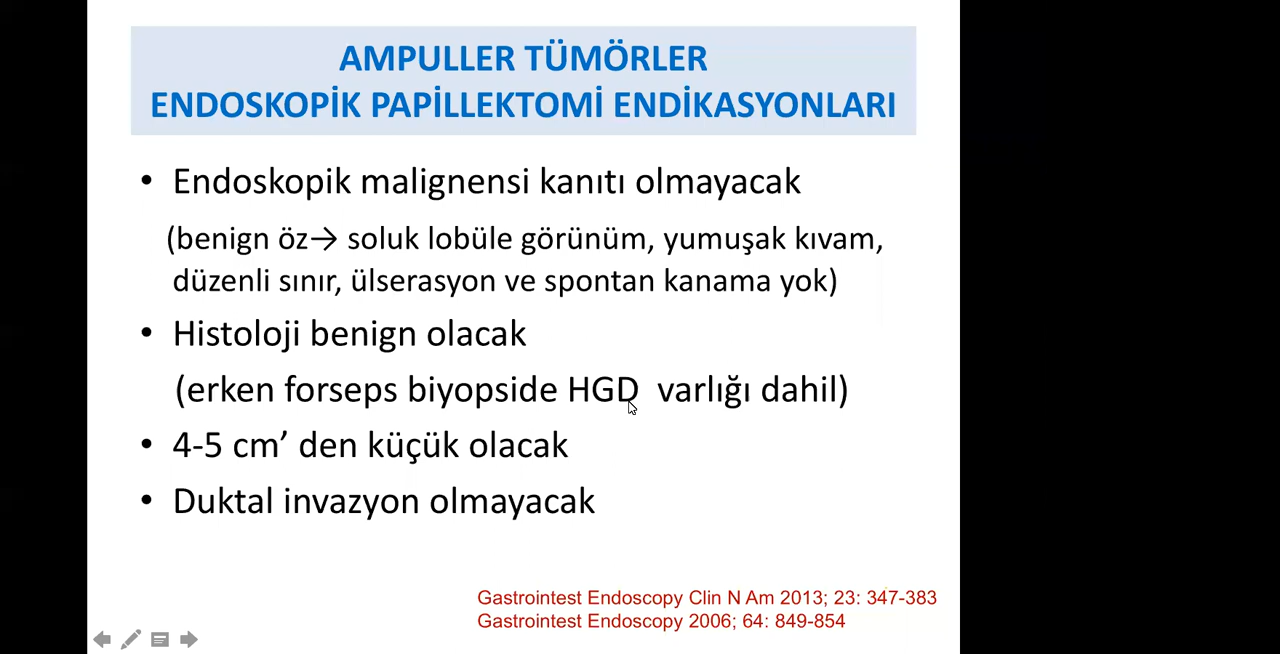 AMPULLER TÜMÖRLER
ENDOSKOPİK PAPİLLEKTOMİ ENDİKASYONLARI
• Endoskopik malignensi kanıtı olmayacak
(benign öz→ soluk lobüle görünüm, yumuşak kıvam,
düzenli sınır, ülserasyon ve spontan kanama yok)
• Histoloji benign olacak
(erken forseps biyopside HGD varlığı dahil)
• 4-5 cm’ den küçük olacak
• Duktal invazyon olmayacak
Gastrointest Endoscopy Clin N Am 2013; 23: 347-383
Gastrointest Endoscopy 2006; 64: 849-854